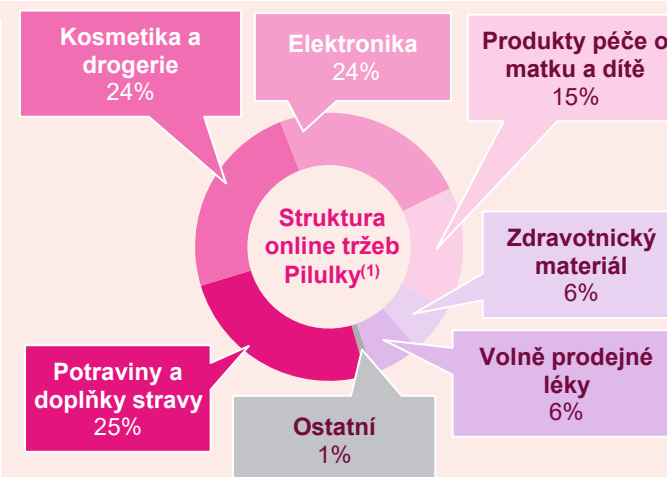 Kosmetika a
drogerie
24%
Elektronika
24%
Produkty péče o
matku a dítě
15%
Struktura
online tržeb
Pilulky(1)
Zdravotnický
materiál
6%
Potraviny a
doplňky stravy
25%
Ostatní
1%
Volně prodejné
léky
6%